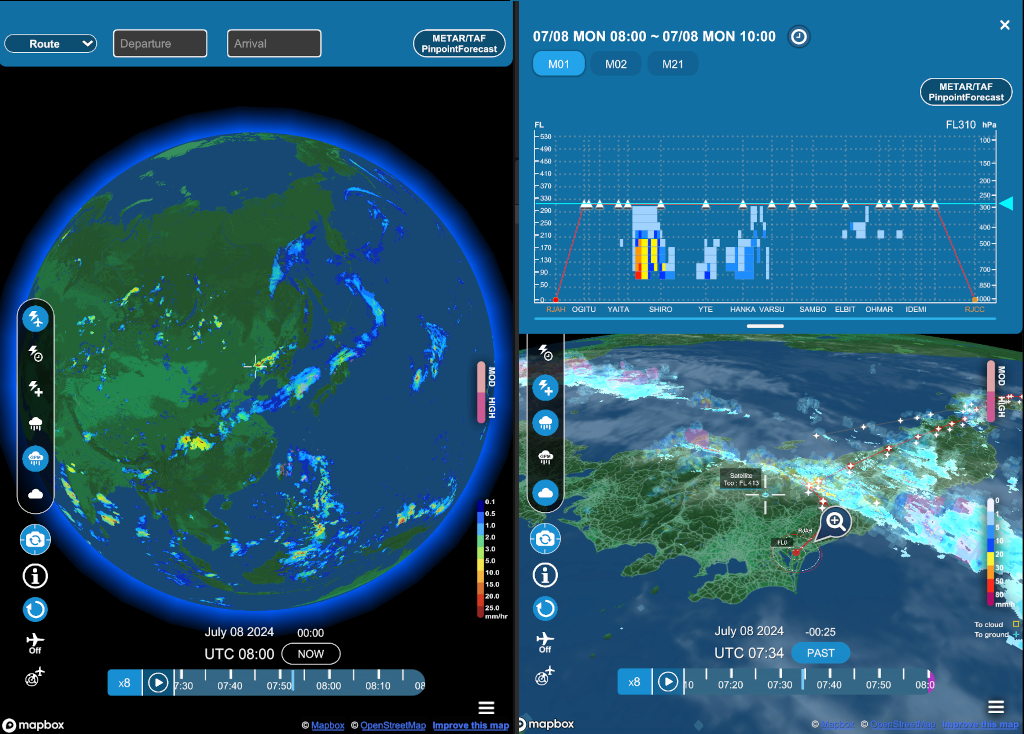 Route
Departure
Arrival
METAR/TAF
PinpointForecast
GPM
MOD
HIGH
0.1
0.5
1.0
2.0
3.0
5.0
10.0
15.0
20.0
25.0
mm/hr
Off
July 08 2024
00:00
UTC 08:00
NOW
x8
7:30
07:40
07:50
08:00
08:10
08
mapbox
© Mapbox © OpenStreetMap Improve this map
07/08 MON 08:00 ~ 07/08 MON 10:00
M01
M02
M21
METAR/TAF
PinpointForecast
FL
FL310
hPa
530
490
450
410
370
330
290
250
210
170
130
90
50
0
100
150
200
250
300
400
500
700
850
1000
RJAH
OGITU
YAITA
SHIRO
YTE
HANKA
VARSU
SAMBO
ELBIT
OHMAR
IDEMI
RJCC
GPM
MOD
HIGH
Satellite
Top : FL 413
RJAH
FL0
0
1
5
10
20
30
50
80
mm/h
To cloud
To ground
Off
July 08 2024
-00:25
UTC 07:34
PAST
x8
10
07:20
07:30
07:40
07:50
08:0
mapbox
© Mapbox © OpenStreetMap Improve this map